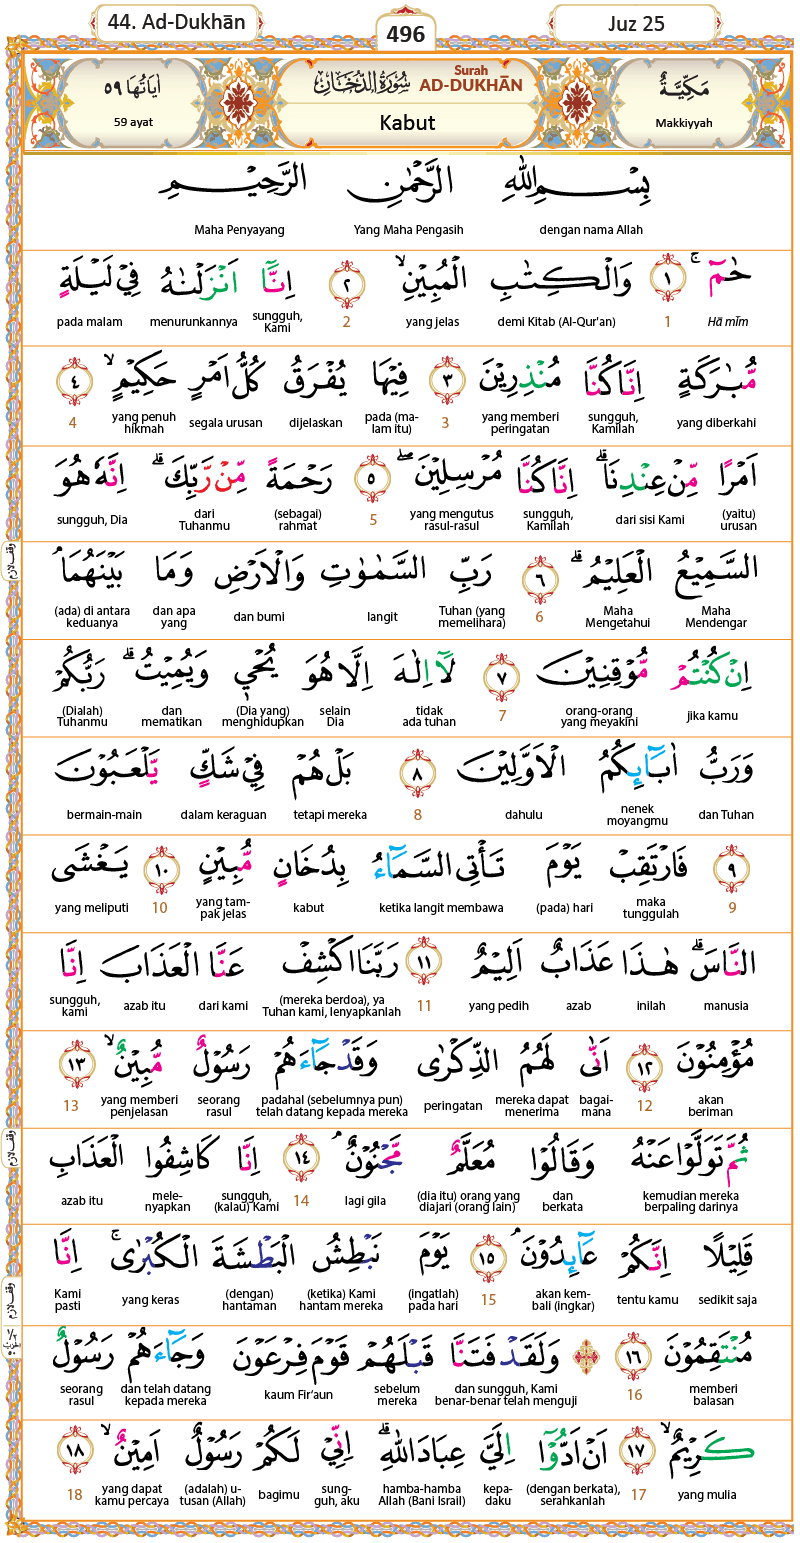 44. Ad-Dukhān 496 Juz 25
اٰيَاتُهَا ٥٩ سُوْرَةُ الدُّخَانِ Surah AD-DUKHĀN مَكِّيَّةٌ
59 ayat Kabut Makkiyyah
بِسْمِ اللّٰهِ الرَّحْمٰنِ الرَّحِيْمِ
dengan nama Allah Yang Maha Pengasih Maha Penyayang
حٰمۤ ۚ ١ وَالْكِتٰبِ الْمُبِيْنِۙ ٢ اِنَّآ اَنْزَلْنٰهُ فِيْ لَيْلَةٍ
Hā mīm 1 demi Kitab (Al-Qur'an) yang jelas 2 sungguh, Kami menurunkannya pada malam
مُّبٰرَكَةٍ اِنَّا كُنَّا مُنْذِرِيْنَ ٣ فِيْهَا يُفْرَقُ كُلُّ اَمْرٍ حَكِيْمٍۙ ٤
yang diberkahi sungguh, Kamilah yang memberi peringatan 3 pada (malam itu) dijelaskan segala urusan yang penuh hikmah 4
اَمْرًا مِّنْ عِنْدِنَاۗ اِنَّا كُنَّا مُرْسِلِيْنَۖ ٥ رَحْمَةً مِّنْ رَّبِّكَۗ اِنَّهٗ هُوَ
(yaitu) urusan dari sisi Kami sungguh, Kamilah yang mengutus rasul-rasul 5 (sebagai) rahmat dari Tuhanmu sungguh, Dia
السَّمِيْعُ الْعَلِيْمُۗ ٦ رَبِّ السَّمٰوٰتِ وَالْاَرْضِ وَمَا بَيْنَهُمَاۘ
Maha Mendengar Maha Mengetahui 6 Tuhan (yang memelihara) langit dan bumi dan apa yang (ada) di antara keduanya
اِنْ كُنْتُمْ مُّوْقِنِيْنَ ٧ لَآ اِلٰهَ اِلَّا هُوَ يُحْيٖ وَيُمِيْتُۗ رَبُّكُمْ
jika kamu orang-orang yang meyakini 7 tidak ada tuhan selain Dia (Dia yang) menghidupkan dan mematikan (Dialah) Tuhanmu
وَرَبُّ اٰبَاۤىِٕكُمُ الْاَوَّلِيْنَ ٨ بَلْ هُمْ فِيْ شَكٍّ يَّلْعَبُوْنَ
dan Tuhan nenek moyangmu dahulu 8 tetapi mereka dalam keraguan bermain-main
٩ فَارْتَقِبْ يَوْمَ تَأْتِى السَّمَاۤءُ بِدُخَانٍ مُّبِيْنٍ ١٠ يَغْشَى
9 maka tunggulah (pada) hari ketika langit membawa kabut yang tampak jelas 10 yang meliputi
النَّاسَۗ هٰذَا عَذَابٌ اَلِيْمٌ ١١ رَبَّنَا اكْشِفْ عَنَّا الْعَذَابَ اِنَّا
manusia inilah azab yang pedih 11 (mereka berdoa), ya Tuhan kami, lenyapkanlah dari kami azab itu sungguh, kami
مُؤْمِنُوْنَ ١٢ اَنّٰى لَهُمُ الذِّكْرٰى وَقَدْ جَاۤءَهُمْ رَسُوْلٌ مُّبِيْنٌۙ ١٣
akan beriman 12 bagaimana mereka dapat menerima peringatan padahal (sebelumnya pun) telah datang kepada mereka seorang rasul yang memberi penjelasan 13
ثُمَّ تَوَلَّوْا عَنْهُ وَقَالُوْا مُعَلَّمٌ مَّجْنُوْنٌۘ ١٤ اِنَّا كَاشِفُوا الْعَذَابِ
kemudian mereka berpaling darinya dan berkata (dia itu) orang yang diajari (orang lain) lagi gila 14 sungguh, (kalau) Kami melenyapkan azab itu
قَلِيْلًا اِنَّكُمْ عَاۤىِٕدُوْنَۘ ١٥ يَوْمَ نَبْطِشُ الْبَطْشَةَ الْكُبْرٰىۚ اِنَّا
sedikit saja tentu kamu akan kembali (ingkar) 15 (ingatlah) pada hari (ketika) Kami hantam mereka (dengan) hantaman yang keras Kami pasti
مُنْتَقِمُوْنَ ١٦ وَلَقَدْ فَتَنَّا قَبْلَهُمْ قَوْمَ فِرْعَوْنَ وَجَاۤءَهُمْ رَسُوْلٌ
memberi balasan 16 dan sungguh, Kami benar-benar telah menguji sebelum mereka kaum Fir'aun dan telah datang kepada mereka seorang rasul
كَرِيْمٌۙ ١٧ اَنْ اَدُّوْٓا اِلَيَّ عِبَادَ اللّٰهِۗ اِنِّيْ لَكُمْ رَسُوْلٌ اَمِيْنٌۙ ١٨
yang mulia 17 (dengan berkata), serahkanlah kepadaku hamba-hamba Allah (Bani Israil) sungguh, aku bagimu (adalah) utusan (Allah) yang dapat kamu percaya 18
وقف لازم
وقف لازم
وقف لازم